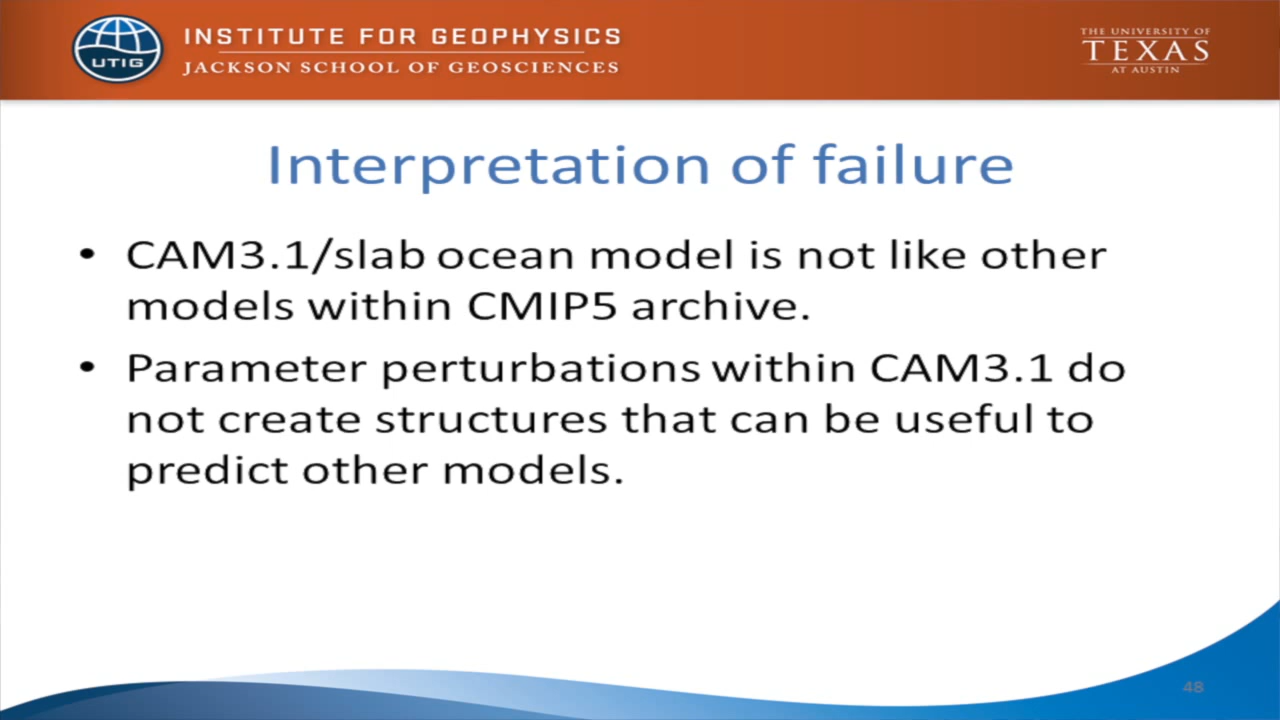 UTIG
INSTITUTE FOR GEOPHYSICS
JACKSON SCHOOL OF GEOSCIENCES
THE UNIVERSITY OF
TEXAS
AT AUSTIN
Interpretation of failure
• CAM3.1/slab ocean model is not like other
models within CMIP5 archive.
• Parameter perturbations within CAM3.1 do
not create structures that can be useful to
predict other models.
48